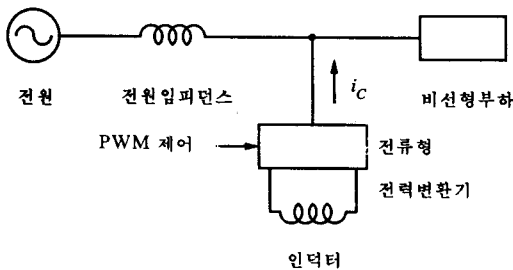 전원
전원임피던스
i_C
비선형부하
PWM 제어
전류형
전력변환기
인덕터